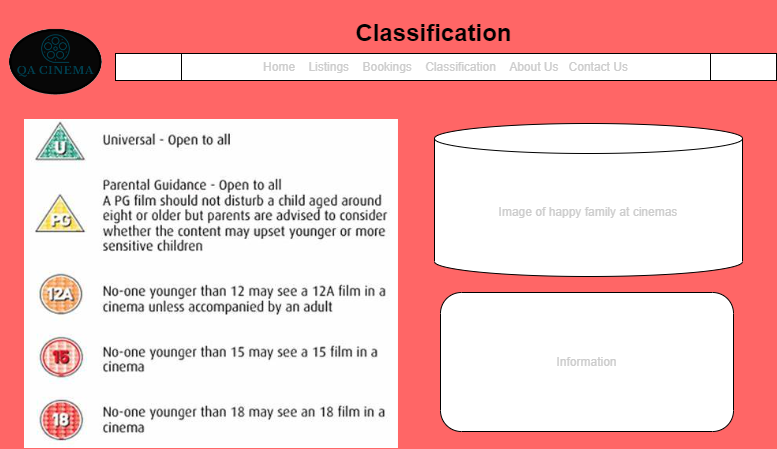 Classification
QA CINEMA
Home Listings Bookings Classification About Us Contact Us
U
Universal - Open to all
PG
Parental Guidance - Open to all
A PG film should not disturb a child aged around
eight or older but parents are advised to consider
whether the content may upset younger or more
sensitive children
12A
No-one younger than 12 may see a 12A film in a
cinema unless accompanied by an adult
15
No-one younger than 15 may see a 15 film in a
cinema
18
No-one younger than 18 may see an 18 film in a
cinema
Image of happy family at cinemas
Information